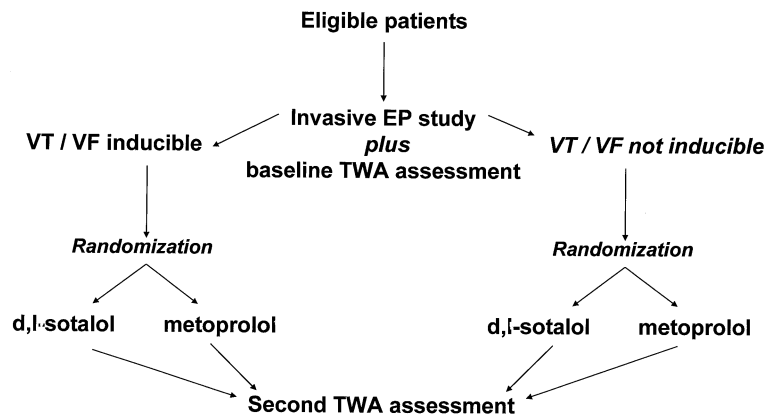 Eligible patients
Invasive EP study
plus
baseline TWA assessment
VT / VF inducible
VT / VF not inducible
Randomization
Randomization
d,l-sotalol
metoprolol
d,l-sotalol
metoprolol
Second TWA assessment